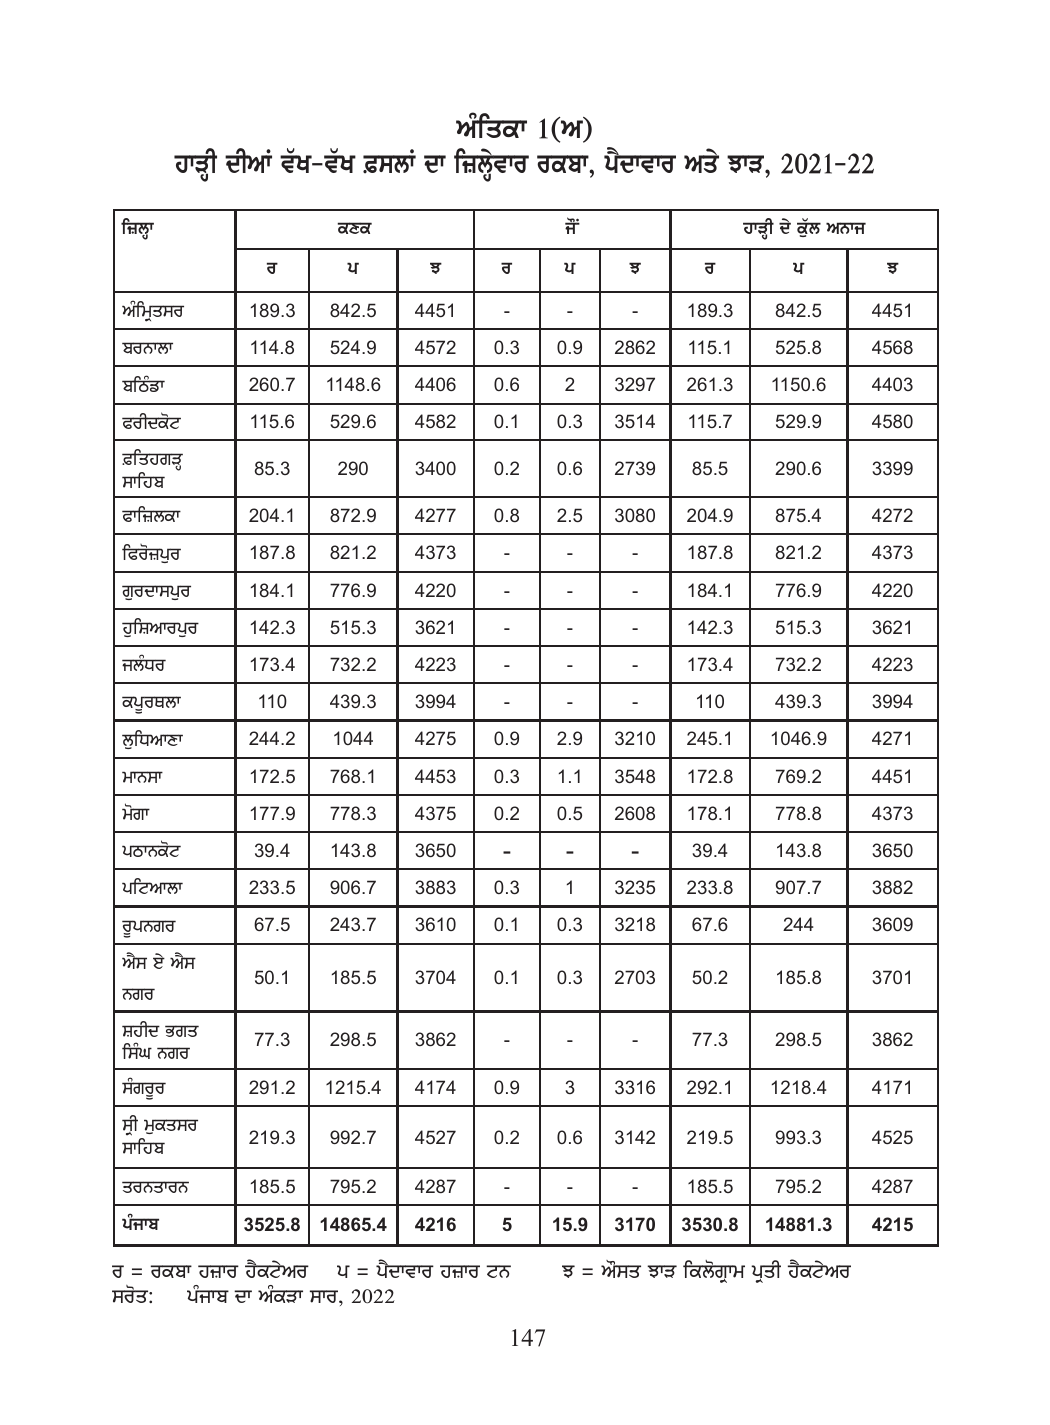 ਅੰਤਿਕਾ 1(ਅ)
ਹਾੜ੍ਹੀ ਦੀਆਂ ਵੱਖ-ਵੱਖ ਫ਼ਸਲਾਂ ਦਾ ਜ਼ਿਲ੍ਹੇਵਾਰ ਰਕਬਾ, ਪੈਦਾਵਾਰ ਅਤੇ ਝਾੜ, 2021-22
ਜ਼ਿਲ੍ਹਾ ਕਣਕ ਜੌਂ ਹਾੜ੍ਹੀ ਦੇ ਕੁੱਲ ਅਨਾਜ
ਰ ਪ ਝ ਰ ਪ ਝ ਰ ਪ ਝ
ਅੰਮ੍ਰਿਤਸਰ 189.3 842.5 4451 - - - 189.3 842.5 4451
ਬਰਨਾਲਾ 114.8 524.9 4572 0.3 0.9 2862 115.1 525.8 4568
ਬਠਿੰਡਾ 260.7 1148.6 4406 0.6 2 3297 261.3 1150.6 4403
ਫਰੀਦਕੋਟ 115.6 529.6 4582 0.1 0.3 3514 115.7 529.9 4580
ਫ਼ਤਿਹਗੜ੍ਹ
ਸਾਹਿਬ 85.3 290 3400 0.2 0.6 2739 85.5 290.6 3399
ਫਾਜ਼ਿਲਕਾ 204.1 872.9 4277 0.8 2.5 3080 204.9 875.4 4272
ਫਿਰੋਜ਼ਪੁਰ 187.8 821.2 4373 - - - 187.8 821.2 4373
ਗੁਰਦਾਸਪੁਰ 184.1 776.9 4220 - - - 184.1 776.9 4220
ਹੁਸ਼ਿਆਰਪੁਰ 142.3 515.3 3621 - - - 142.3 515.3 3621
ਜਲੰਧਰ 173.4 732.2 4223 - - - 173.4 732.2 4223
ਕਪੂਰਥਲਾ 110 439.3 3994 - - - 110 439.3 3994
ਲੁਧਿਆਣਾ 244.2 1044 4275 0.9 2.9 3210 245.1 1046.9 4271
ਮਾਨਸਾ 172.5 768.1 4453 0.3 1.1 3548 172.8 769.2 4451
ਮੋਗਾ 177.9 778.3 4375 0.2 0.5 2608 178.1 778.8 4373
ਪਠਾਨਕੋਟ 39.4 143.8 3650 - - - 39.4 143.8 3650
ਪਟਿਆਲਾ 233.5 906.7 3883 0.3 1 3235 233.8 907.7 3882
ਰੂਪਨਗਰ 67.5 243.7 3610 0.1 0.3 3218 67.6 244 3609
ਐਸ ਏ ਐਸ
ਨਗਰ 50.1 185.5 3704 0.1 0.3 2703 50.2 185.8 3701
ਸ਼ਹੀਦ ਭਗਤ
ਸਿੰਘ ਨਗਰ 77.3 298.5 3862 - - - 77.3 298.5 3862
ਸੰਗਰੂਰ 291.2 1215.4 4174 0.9 3 3316 292.1 1218.4 4171
ਸ੍ਰੀ ਮੁਕਤਸਰ
ਸਾਹਿਬ 219.3 992.7 4527 0.2 0.6 3142 219.5 993.3 4525
ਤਰਨਤਾਰਨ 185.5 795.2 4287 - - - 185.5 795.2 4287
ਪੰਜਾਬ 3525.8 14865.4 4216 5 15.9 3170 3530.8 14881.3 4215
ਰ = ਰਕਬਾ ਹਜ਼ਾਰ ਹੈਕਟੇਅਰ ਪ = ਪੈਦਾਵਾਰ ਹਜ਼ਾਰ ਟਨ ਝ = ਔਸਤ ਝਾੜ ਕਿਲੋਗ੍ਰਾਮ ਪ੍ਰਤੀ ਹੈਕਟੇਅਰ
ਸਰੋਤ: ਪੰਜਾਬ ਦਾ ਅੰਕੜਾ ਸਾਰ, 2022
147